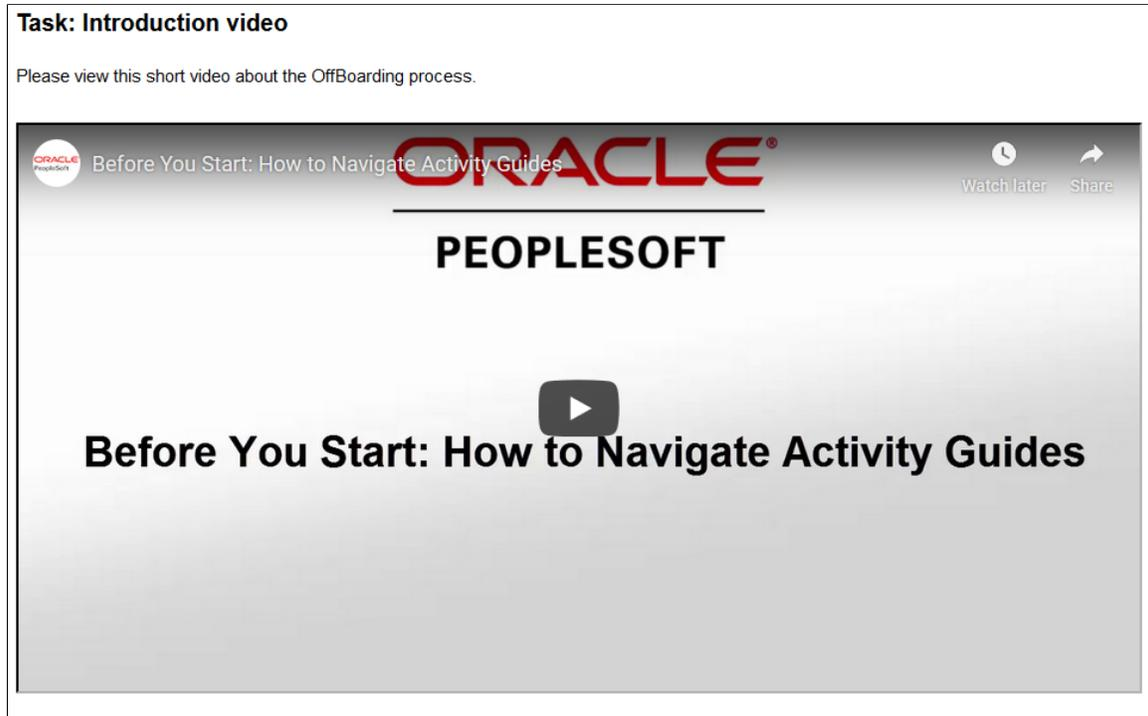 Task: Introduction video
Please view this short video about the OffBoarding process.
ORACLE
PeopleSoft
Before You Start: How to Navigate Activity Guides
ORACLE®
Watch later
Share
PEOPLESOFT
Before You Start: How to Navigate Activity Guides